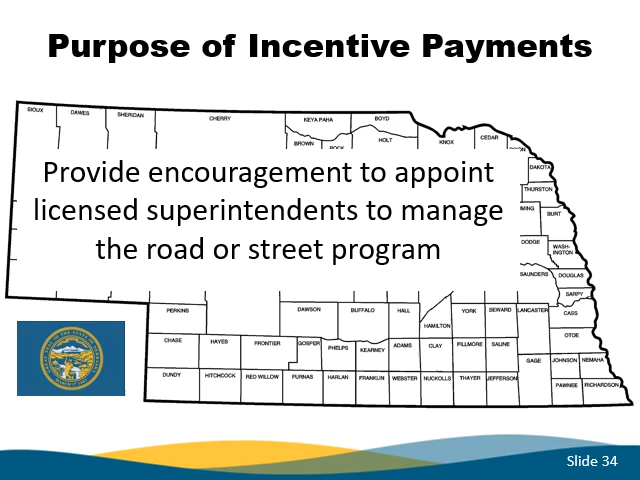 Purpose of Incentive Payments
SIOUX
DAWES
SHERIDAN
CHERRY
KEYA PAHA
BOYD
BROWN
ROCK
HOLT
KNOX
CEDAR
DAKOTA
THURSTON
BURT
DODGE
WASH-
INGTON
SAUNDERS
DOUGLAS
SARPY
Provide encouragement to appoint
licensed superintendents to manage
the road or street program
PERKINS
DAWSON
BUFFALO
HALL
HAMILTON
YORK
SEWARD
LANCASTER
CASS
OTOE
CHASE
HAYES
FRONTIER
GOSPER
PHELPS
KEARNEY
ADAMS
CLAY
FILLMORE
SALINE
GAGE
JOHNSON
NEMAHA
DUNDY
HITCHCOCK
RED WILLOW
FURNAS
HARLAN
FRANKLIN
WEBSTER
NUCKOLLS
THAYER
JEFFERSON
PAWNEE
RICHARDSON
Slide 34